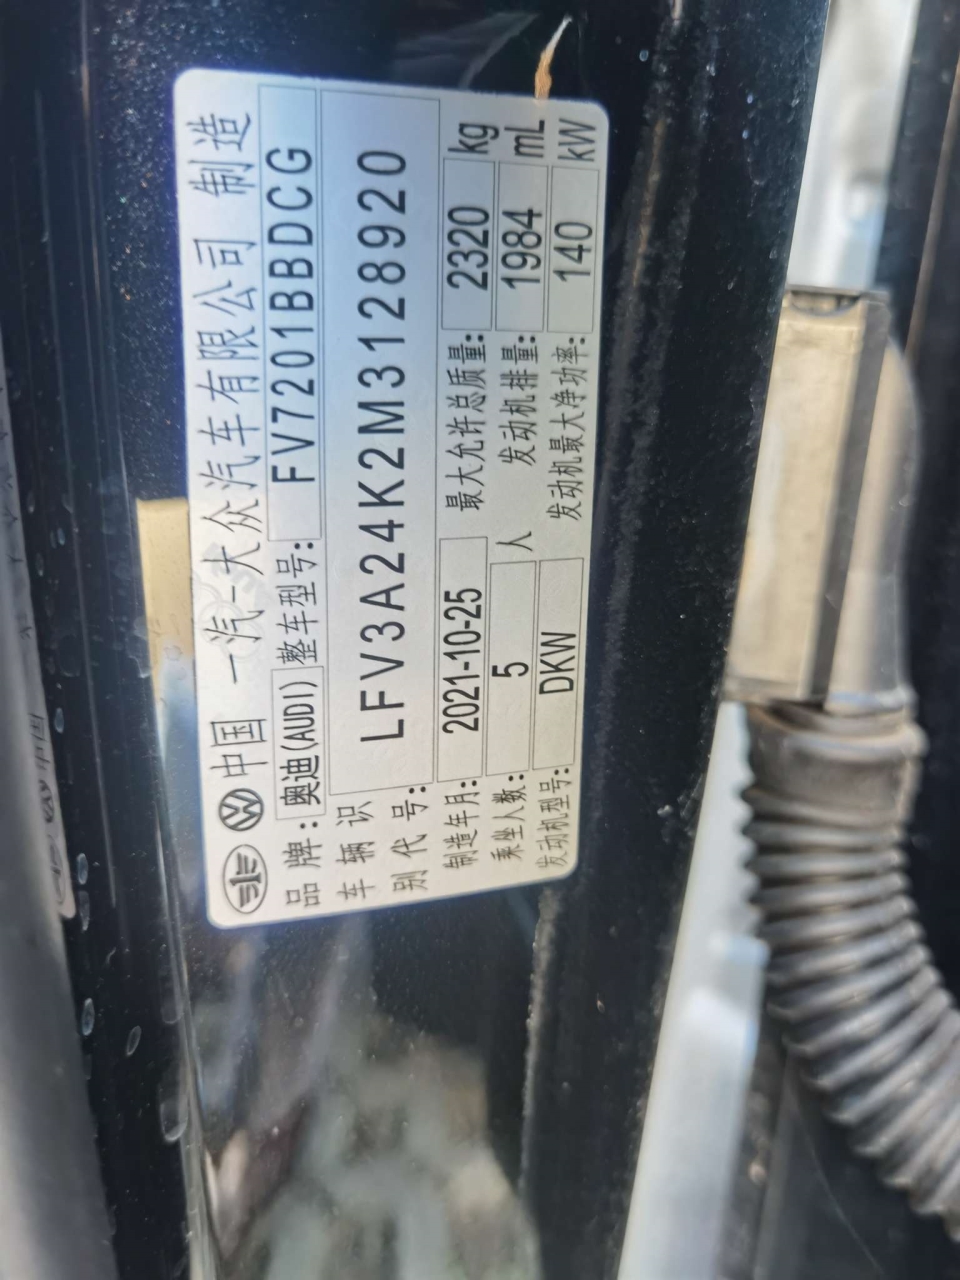 中国 一汽-大众汽车有限公司 制造
品牌: 奥迪(AUDI) 整车型号: FV7201BBDCG
车辆识别代号: LFV3A24K2M3128920
制造年月: 2021-10-25 最大允许总质量: 2320 kg
乘坐人数: 5 人 发动机排量: 1984 mL
发动机型号: DKW 发动机最大净功率: 140 kW